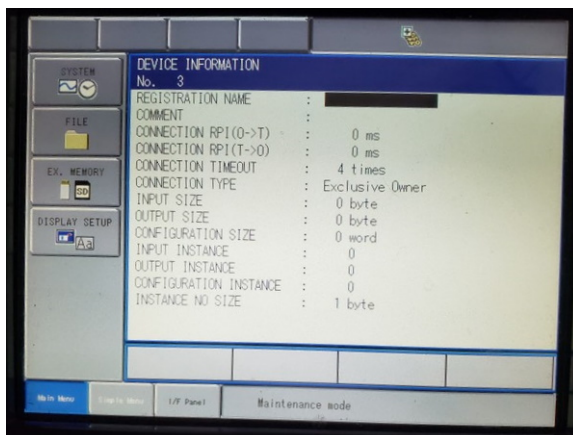 SYSTEM
FILE
EX. MEMORY
SD
DISPLAY SETUP
Aa
DEVICE INFORMATION
No. 3
REGISTRATION NAME :
COMMENT :
CONNECTION RPI(O->T) : 0 ms
CONNECTION RPI(T->O) : 0 ms
CONNECTION TIMEOUT : 4 times
CONNECTION TYPE : Exclusive Owner
INPUT SIZE : 0 byte
OUTPUT SIZE : 0 byte
CONFIGURATION SIZE : 0 word
INPUT INSTANCE : 0
OUTPUT INSTANCE : 0
CONFIGURATION INSTANCE : 0
INSTANCE NO SIZE : 1 byte
Main Menu
Simple Menu
I/F Panel
Maintenance mode